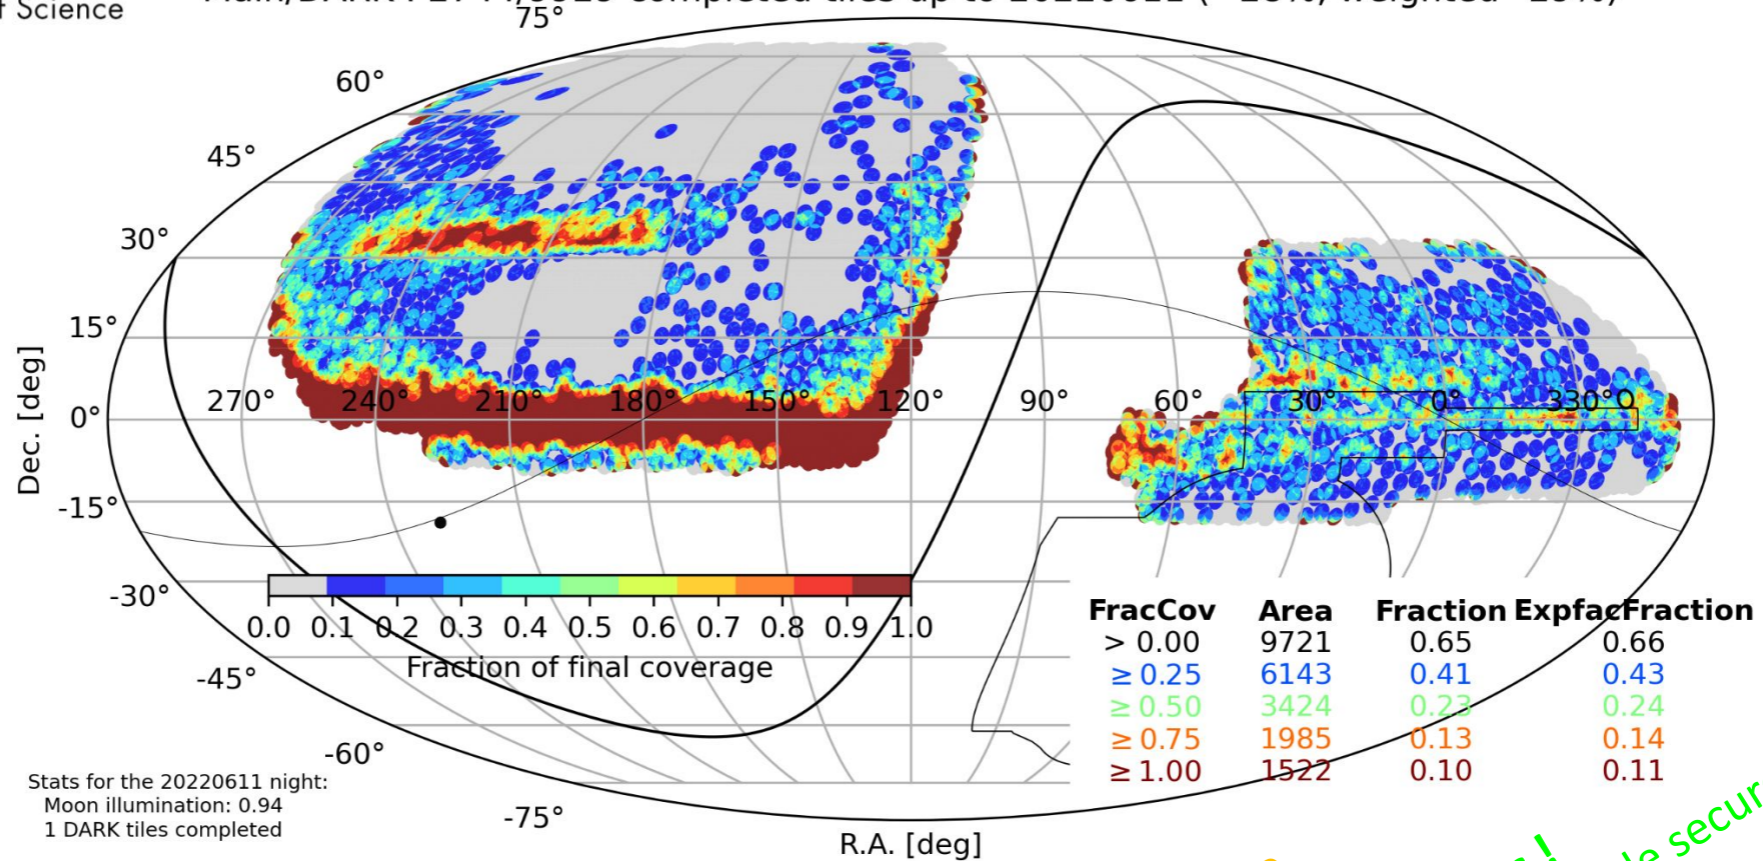 f Science
75°
60°
45°
30°
15°
0°
-15°
-30°
-45°
-60°
-75°
Dec. [deg]
270° 240° 210° 180° 150° 120° 90° 60° 30° 0° 330°
0.0 0.1 0.2 0.3 0.4 0.5 0.6 0.7 0.8 0.9 1.0
Fraction of final coverage
FracCov Area Fraction ExpfacFraction
> 0.00 9721 0.65 0.66
≥ 0.25 6143 0.41 0.43
≥ 0.50 3424 0.23 0.24
≥ 0.75 1985 0.13 0.14
≥ 1.00 1522 0.10 0.11
Stats for the 20220611 night:
Moon illumination: 0.94
1 DARK tiles completed
R.A. [deg]